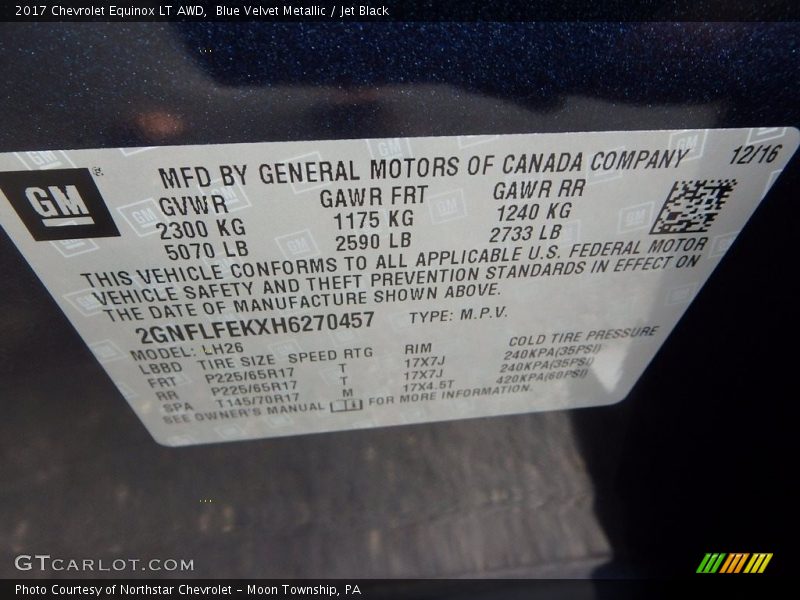 2017 Chevrolet Equinox LT AWD, Blue Velvet Metallic / Jet Black
GM
MFD BY GENERAL MOTORS OF CANADA COMPANY 12/16
GVWR GAWR FRT GAWR RR
2300 KG 1175 KG 1240 KG
5070 LB 2590 LB 2733 LB
THIS VEHICLE CONFORMS TO ALL APPLICABLE U.S. FEDERAL MOTOR
VEHICLE SAFETY AND THEFT PREVENTION STANDARDS IN EFFECT ON
THE DATE OF MANUFACTURE SHOWN ABOVE.
2GNFLFEKXH6270457 TYPE: M.P.V.
MODEL: LH26
LBBD TIRE SIZE SPEED RTG RIM COLD TIRE PRESSURE
FRT P225/65R17 T 17X7J 240KPA(35PSI)
RR P225/65R17 T 17X7J 240KPA(35PSI)
SPA T145/70R17 M 17X4.5T 420KPA(60PSI)
SEE OWNER'S MANUAL FOR MORE INFORMATION.
GTCARLOT.COM
Photo Courtesy of Northstar Chevrolet - Moon Township, PA